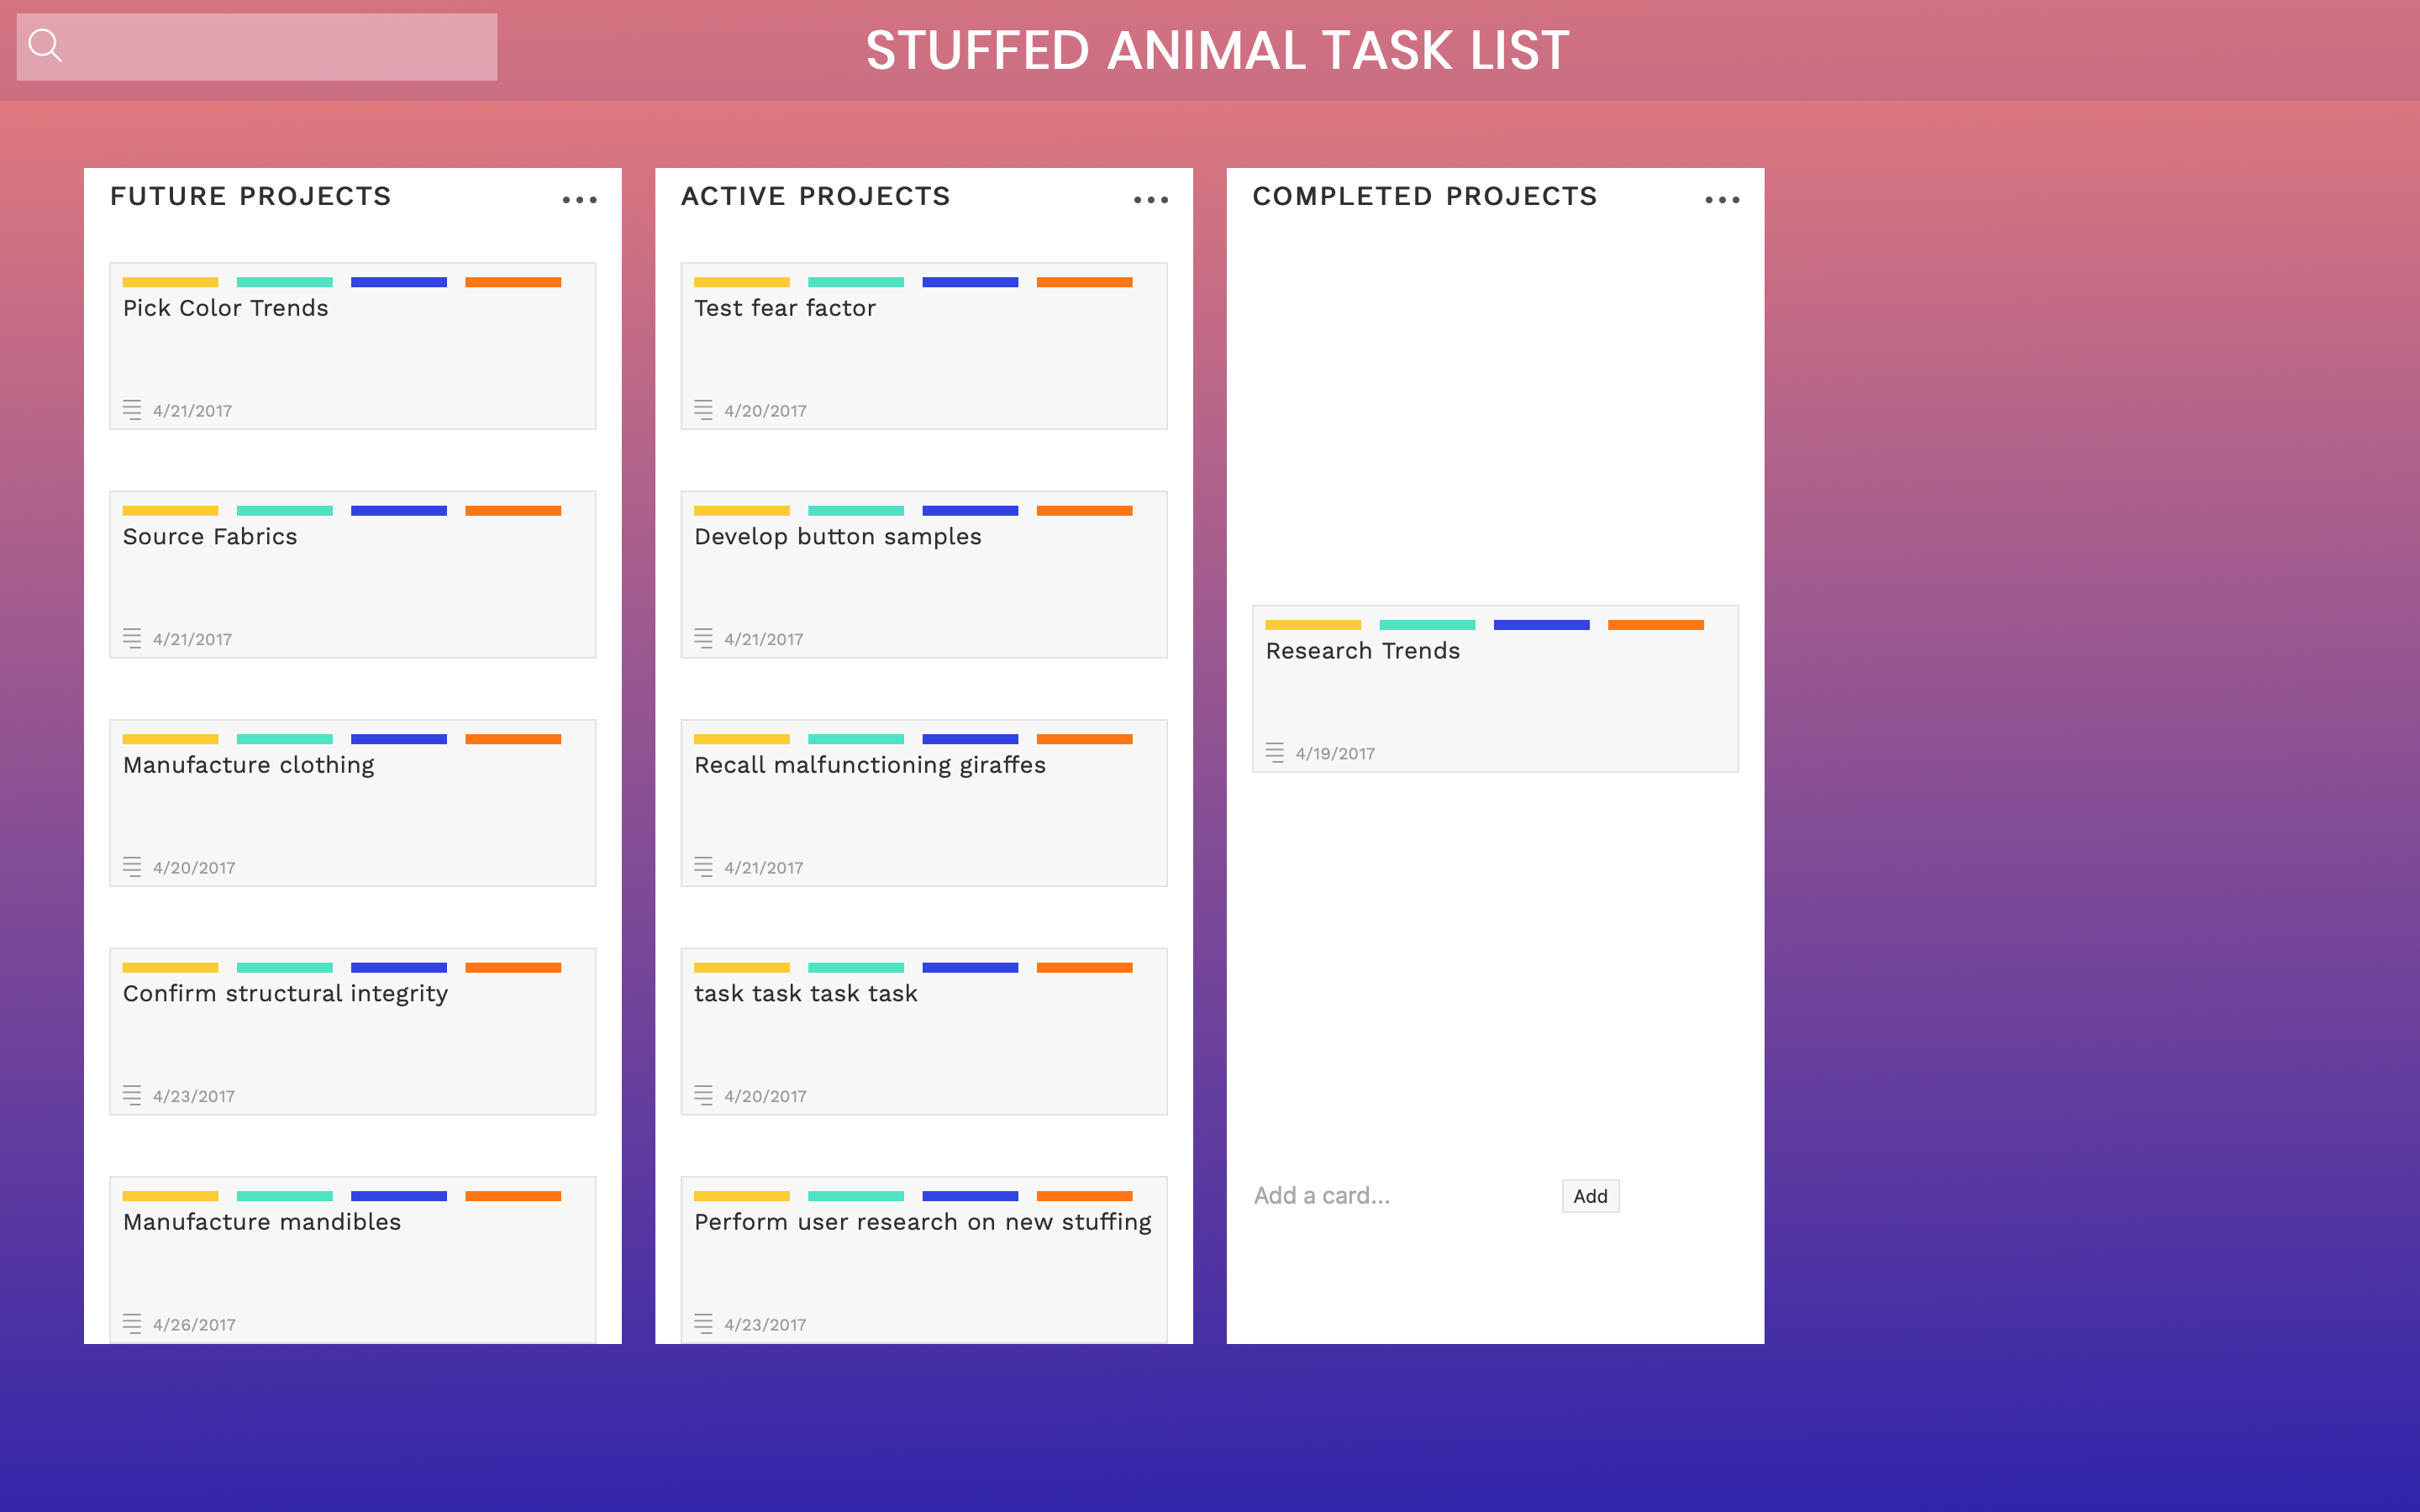 STUFFED ANIMAL TASK LIST
FUTURE PROJECTS
Pick Color Trends
4/21/2017
Source Fabrics
4/21/2017
Manufacture clothing
4/20/2017
Confirm structural integrity
4/23/2017
Manufacture mandibles
4/26/2017
ACTIVE PROJECTS
Test fear factor
4/20/2017
Develop button samples
4/21/2017
Recall malfunctioning giraffes
4/21/2017
task task task task
4/20/2017
Perform user research on new stuffing
4/23/2017
COMPLETED PROJECTS
Research Trends
4/19/2017
Add a card...
Add